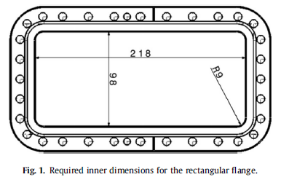 218
98
R9
Fig. 1. Required inner dimensions for the rectangular flange.